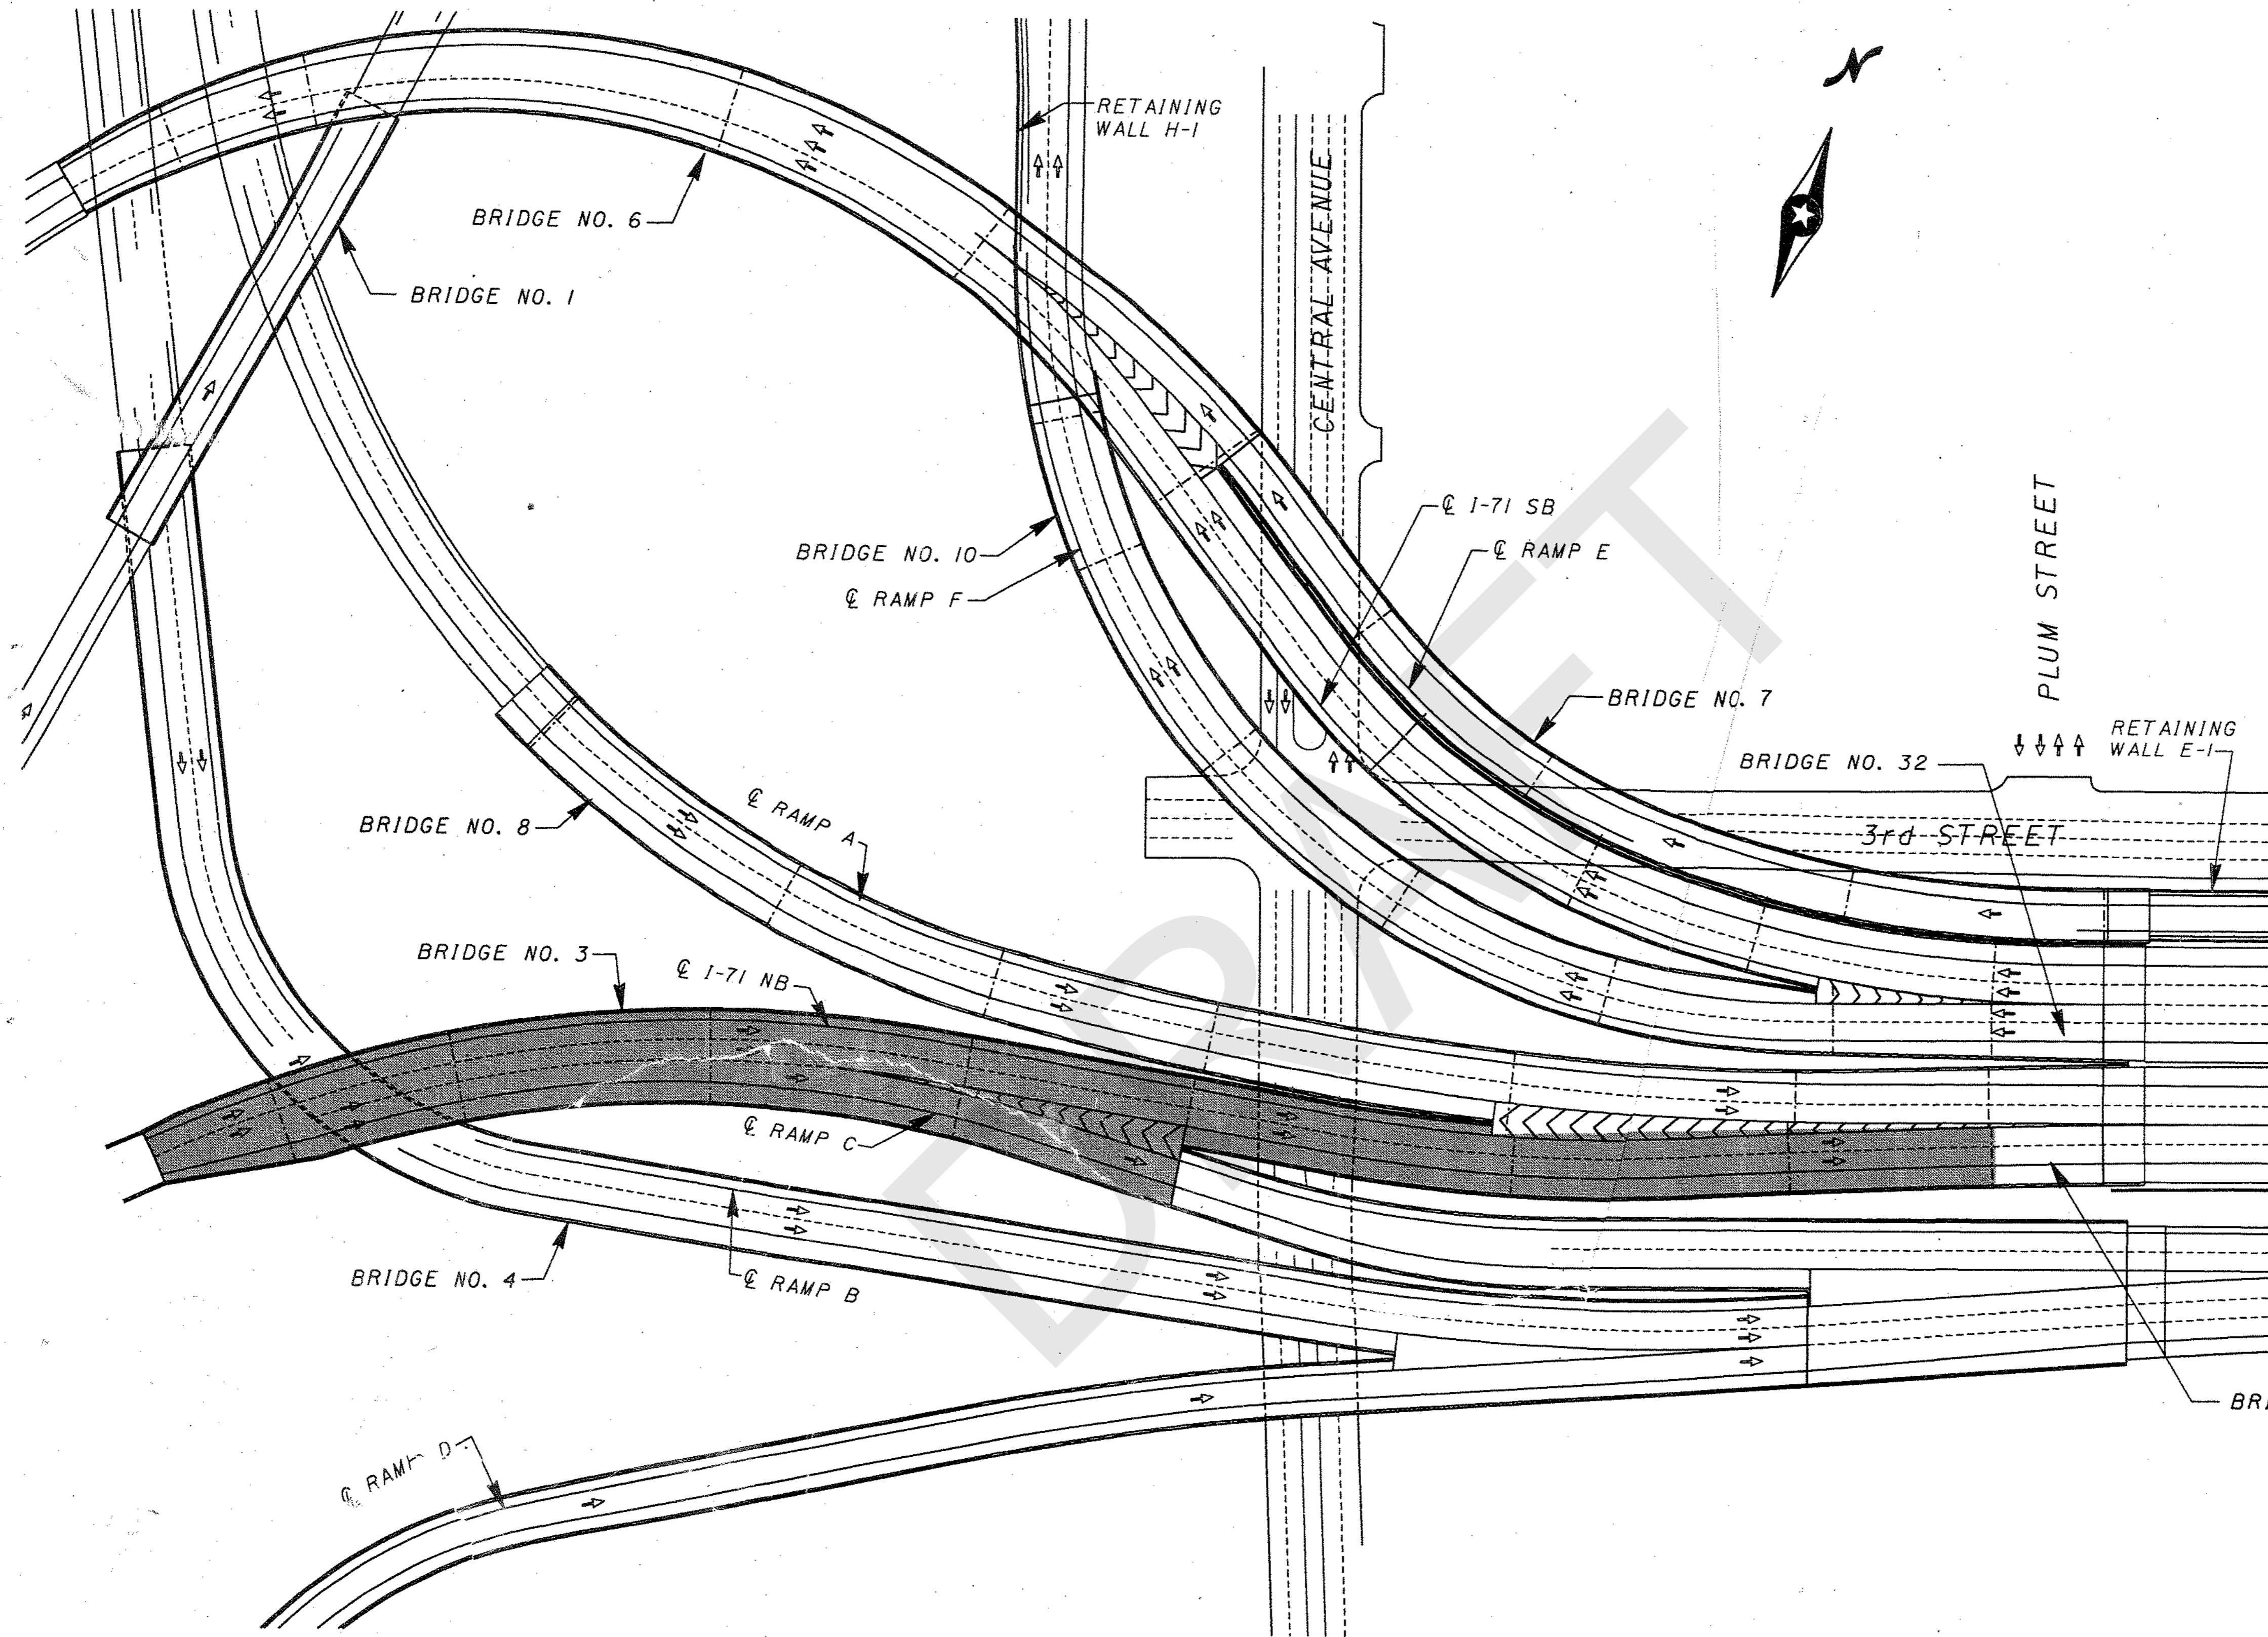 N
RETAINING
WALL H-1
CENTRAL AVENUE
BRIDGE NO. 6
BRIDGE NO. 1
℄ I-71 SB
℄ RAMP E
BRIDGE NO. 10
℄ RAMP F
PLUM STREET
BRIDGE NO. 7
RETAINING
WALL E-1
BRIDGE NO. 32
℄ RAMP A
BRIDGE NO. 8
3rd STREET
BRIDGE NO. 3
℄ I-71 NB
℄ RAMP C
BRIDGE NO. 4
℄ RAMP B
℄ RAMP D
DRAFT